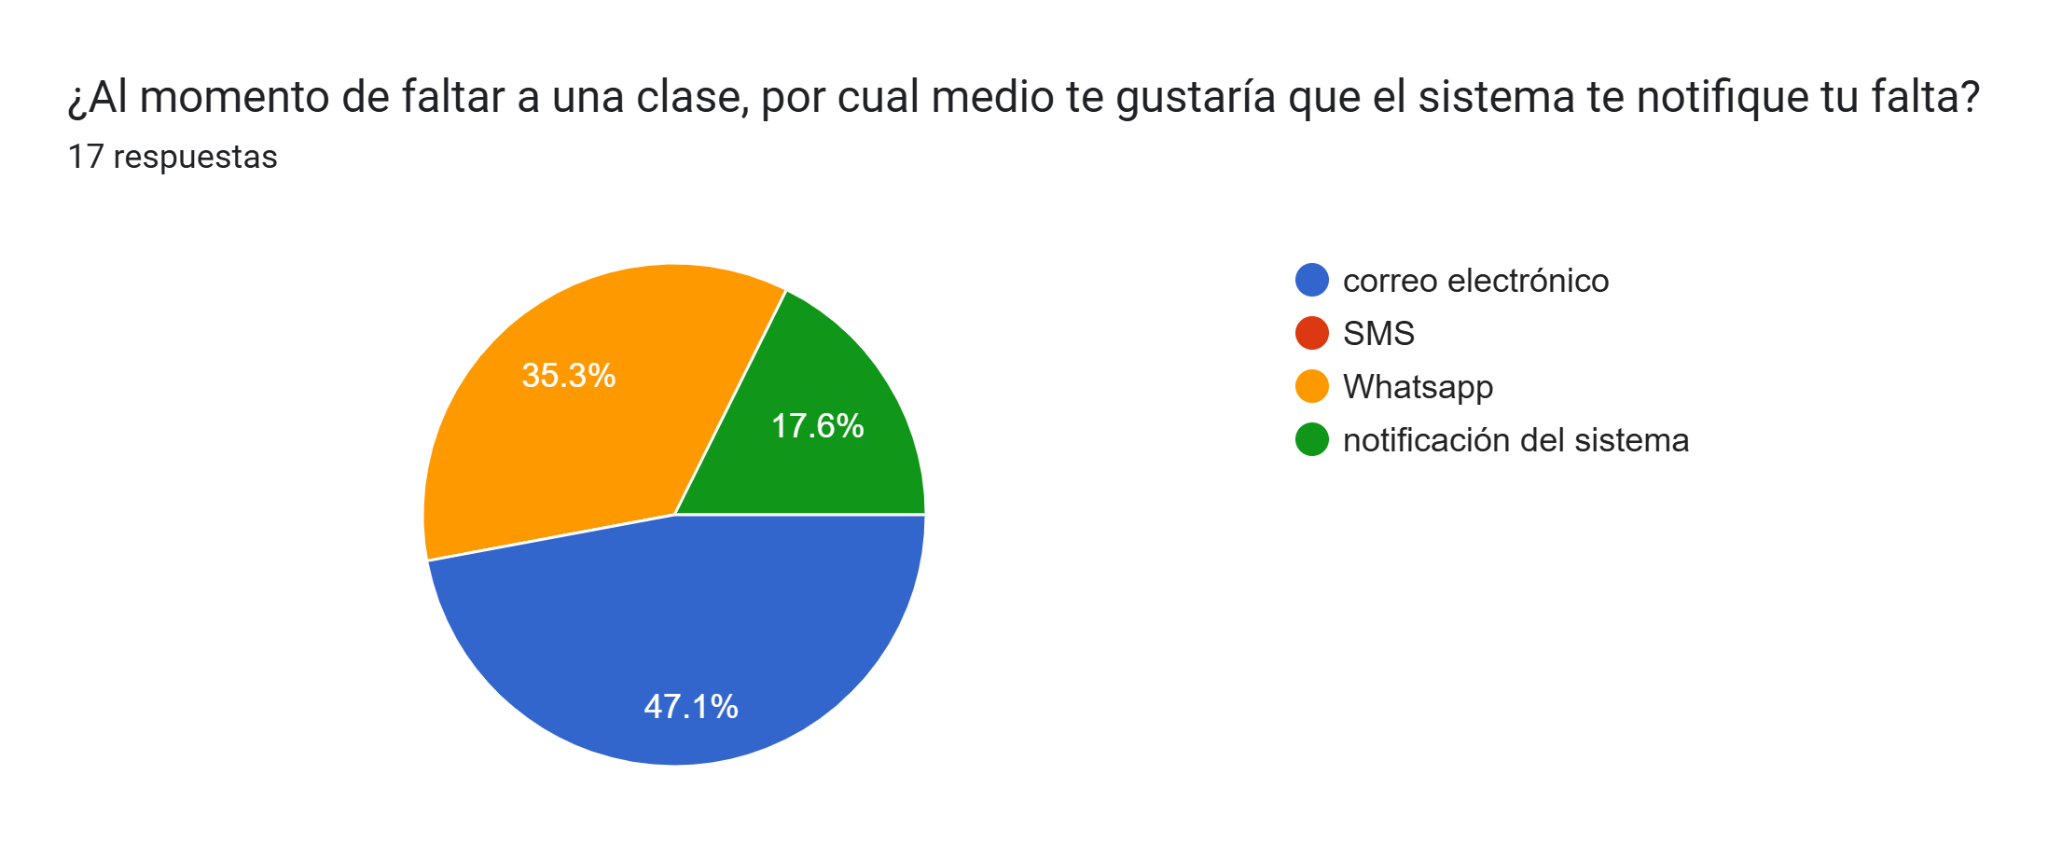 ¿Al momento de faltar a una clase, por cual medio te gustaría que el sistema te notifique tu falta?
17 respuestas
35.3%
17.6%
47.1%
correo electrónico
SMS
Whatsapp
notificación del sistema